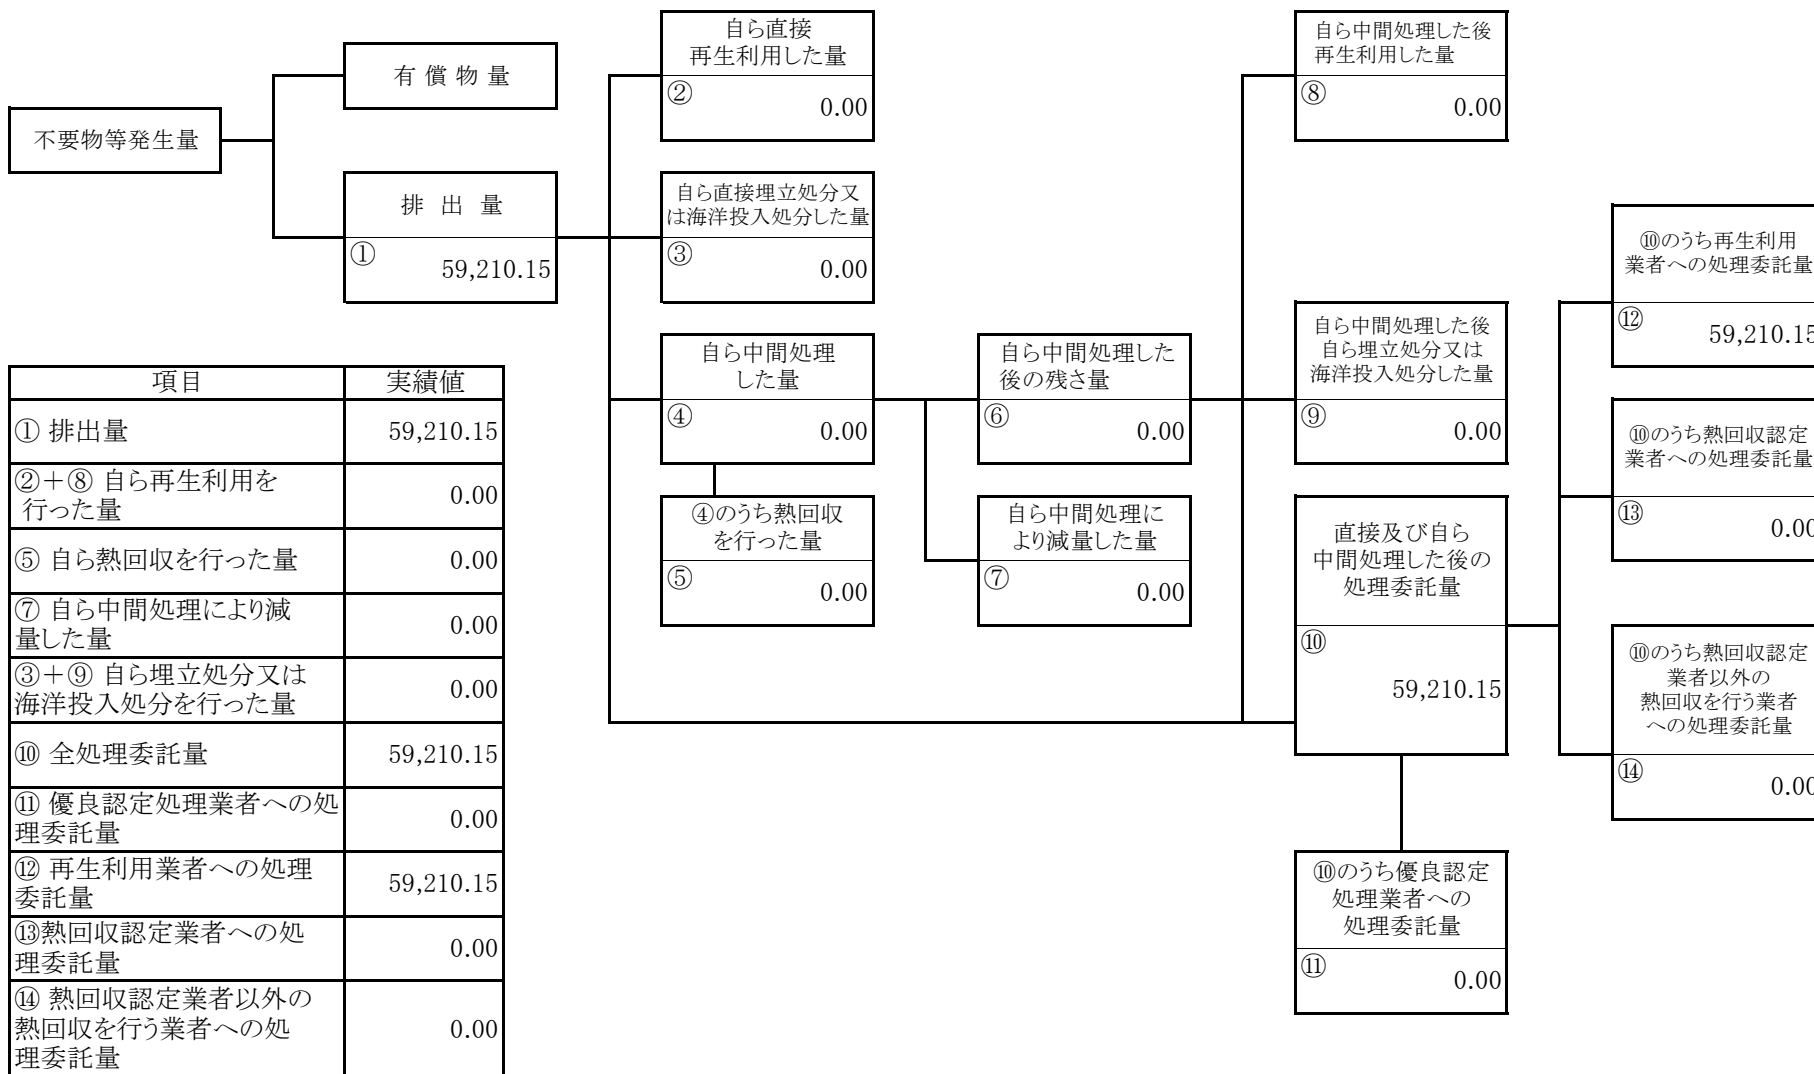 不要物等発生量
有償物量
排出量
①
59,210.15
自ら直接
再生利用した量
②
0.00
自ら直接埋立処分又
は海洋投入処分した量
③
0.00
自ら中間処理
した量
④
0.00
④のうち熱回収
を行った量
⑤
0.00
自ら中間処理した
後の残さ量
⑥
0.00
自ら中間処理に
より減量した量
⑦
0.00
自ら中間処理した後
再生利用した量
⑧
0.00
自ら中間処理した後
自ら埋立処分又は
海洋投入処分した量
⑨
0.00
直接及び自ら
中間処理した後の
処理委託量
⑩
59,210.15
⑩のうち優良認定
処理業者への
処理委託量
⑪
0.00
⑩のうち再生利用
業者への処理委託量
⑫
59,210.15
⑩のうち熱回収認定
業者への処理委託量
⑬
0.00
⑩のうち熱回収認定
業者以外の
熱回収を行う業者
への処理委託量
⑭
0.00
項目 実績値
① 排出量 59,210.15
②＋⑧ 自ら再生利用を
行った量 0.00
⑤ 自ら熱回収を行った量 0.00
⑦ 自ら中間処理により減
量した量 0.00
③＋⑨ 自ら埋立処分又は
海洋投入処分を行った量 0.00
⑩ 全処理委託量 59,210.15
⑪ 優良認定処理業者への処
理委託量 0.00
⑫ 再生利用業者への処理
委託量 59,210.15
⑬熱回収認定業者への処
理委託量 0.00
⑭ 熱回収認定業者以外の
熱回収を行う業者への処
理委託量 0.00